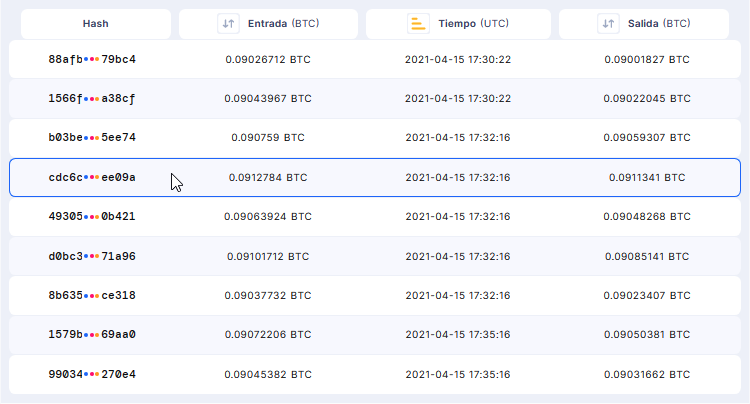 Hash Entrada (BTC) Tiempo (UTC) Salida (BTC)
88afb•••79bc4 0.09026712 BTC 2021-04-15 17:30:22 0.09001827 BTC
1566f•••a38cf 0.09043967 BTC 2021-04-15 17:30:22 0.09022045 BTC
b03be•••5ee74 0.090759 BTC 2021-04-15 17:32:16 0.09059307 BTC
cdc6c•••ee09a 0.0912784 BTC 2021-04-15 17:32:16 0.0911341 BTC
49305•••0b421 0.09063924 BTC 2021-04-15 17:32:16 0.09048268 BTC
d0bc3•••71a96 0.09101712 BTC 2021-04-15 17:32:16 0.09085141 BTC
8b635•••ce318 0.09037732 BTC 2021-04-15 17:32:16 0.09023407 BTC
1579b•••69aa0 0.09072206 BTC 2021-04-15 17:35:16 0.09050381 BTC
99034•••270e4 0.09045382 BTC 2021-04-15 17:35:16 0.09031662 BTC